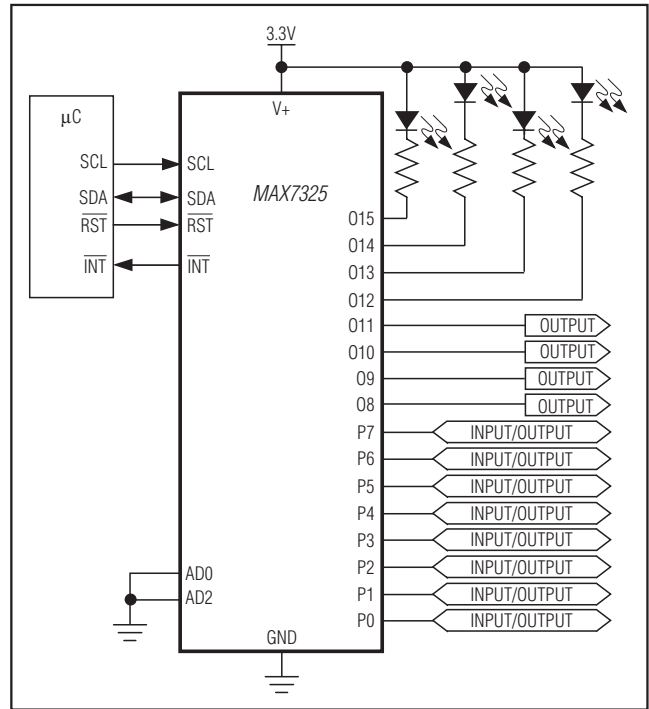 3.3V
μC
SCL
SDA
RST
INT
V+
MAX7325
SCL
SDA
RST
INT
AD0
AD2
GND
O15
O14
O13
O12
O11
O10
O9
O8
P7
P6
P5
P4
P3
P2
P1
P0
OUTPUT
OUTPUT
OUTPUT
OUTPUT
INPUT/OUTPUT
INPUT/OUTPUT
INPUT/OUTPUT
INPUT/OUTPUT
INPUT/OUTPUT
INPUT/OUTPUT
INPUT/OUTPUT
INPUT/OUTPUT